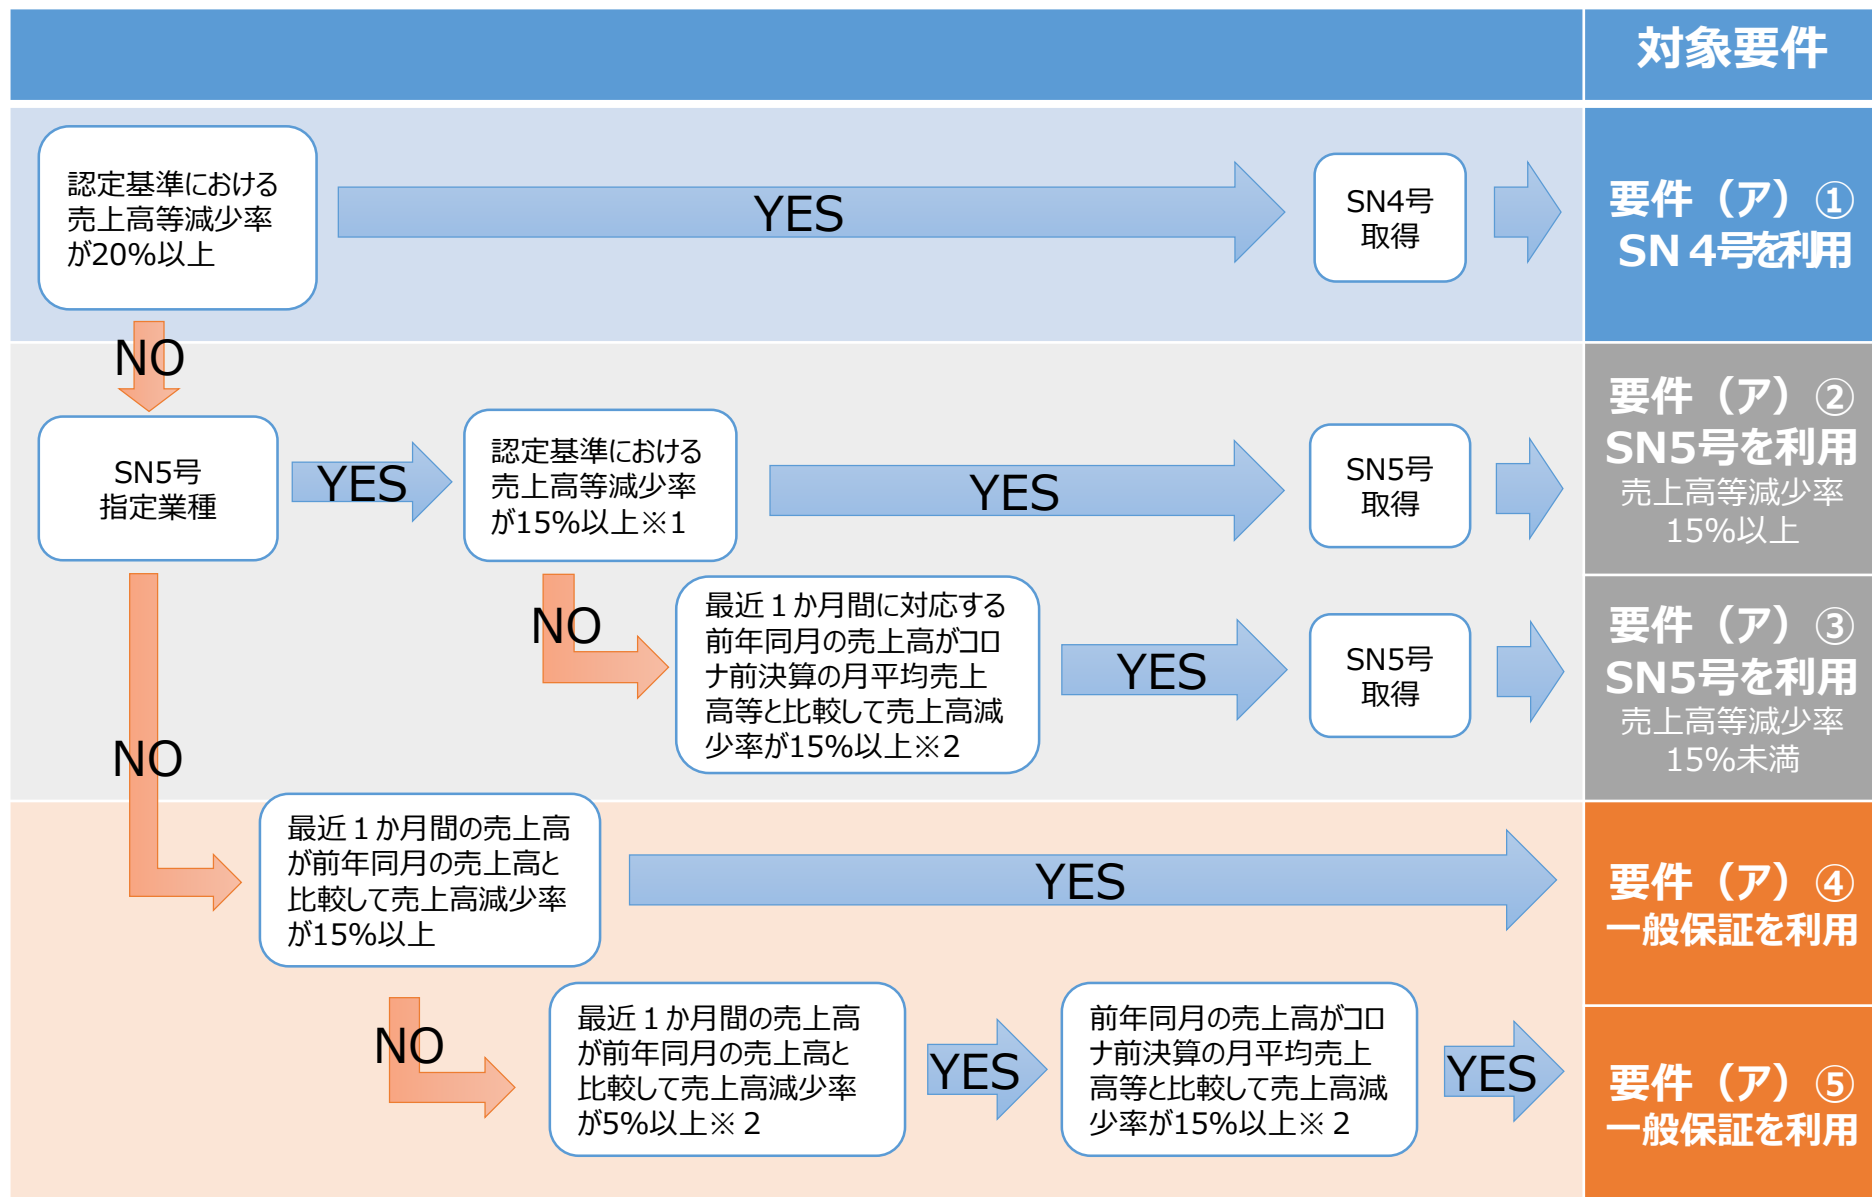 対象要件
認定基準における
売上高等減少率
が20%以上
YES
SN4号
取得
要件（ア）①
SN４号を利用
NO
SN5号
指定業種
YES
認定基準における
売上高等減少率
が15%以上※1
YES
SN5号
取得
要件（ア）②
SN5号を利用
売上高等減少率
15%以上
NO
最近１か月間に対応する
前年同月の売上高がコロ
ナ前決算の月平均売上
高等と比較して売上高減
少率が15%以上※2
YES
SN5号
取得
要件（ア）③
SN5号を利用
売上高等減少率
15%未満
NO
最近１か月間の売上高
が前年同月の売上高と
比較して売上高減少率
が15%以上
YES
要件（ア）④
一般保証を利用
NO
最近１か月間の売上高
が前年同月の売上高と
比較して売上高減少率
が5%以上※２
YES
前年同月の売上高がコロ
ナ前決算の月平均売上
高等と比較して売上高減
少率が15%以上※２
YES
要件（ア）⑤
一般保証を利用